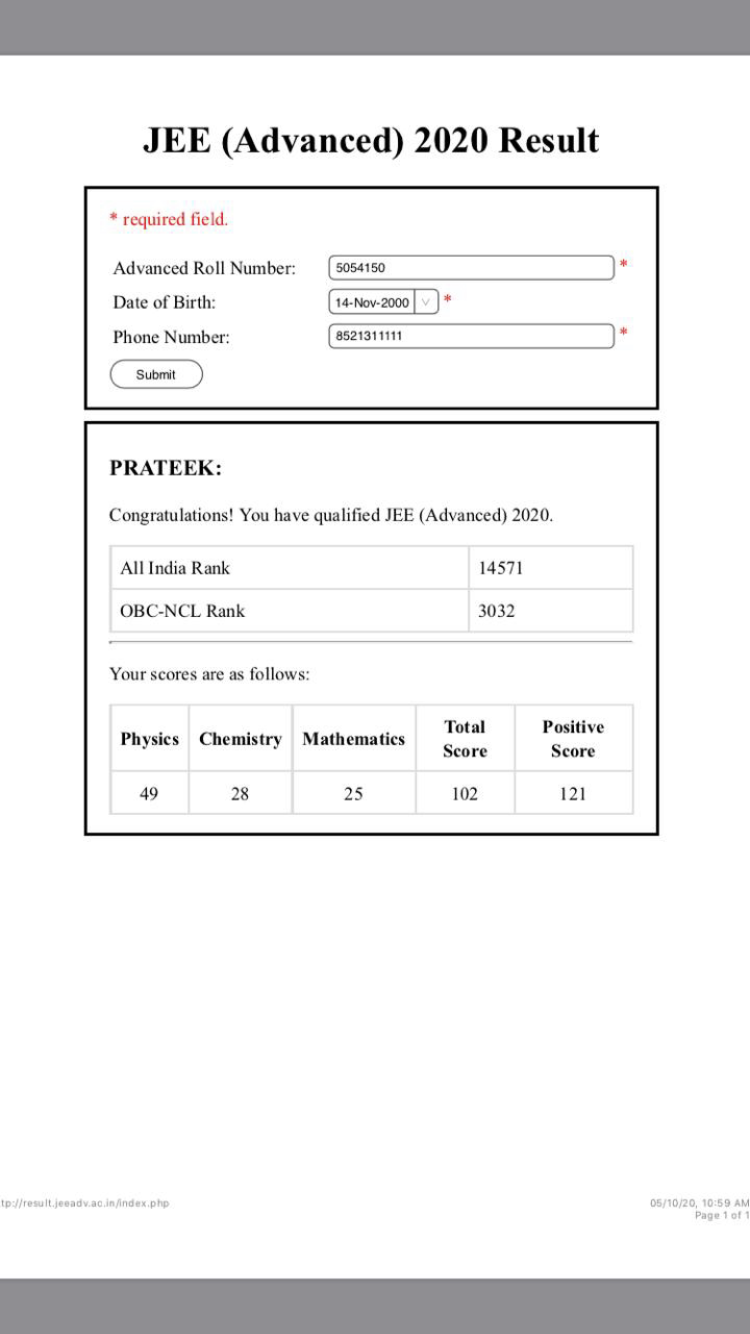 JEE (Advanced) 2020 Result
* required field.
Advanced Roll Number: 5054150 *
Date of Birth: 14-Nov-2000 *
Phone Number: 8521311111 *
Submit
PRATEEK:
Congratulations! You have qualified JEE (Advanced) 2020.
All India Rank 14571
OBC-NCL Rank 3032
Your scores are as follows:
Physics Chemistry Mathematics Total Score Positive Score
49 28 25 102 121
tp://result.jeeadv.ac.in/index.php 05/10/20, 10:59 AM
Page 1 of 1